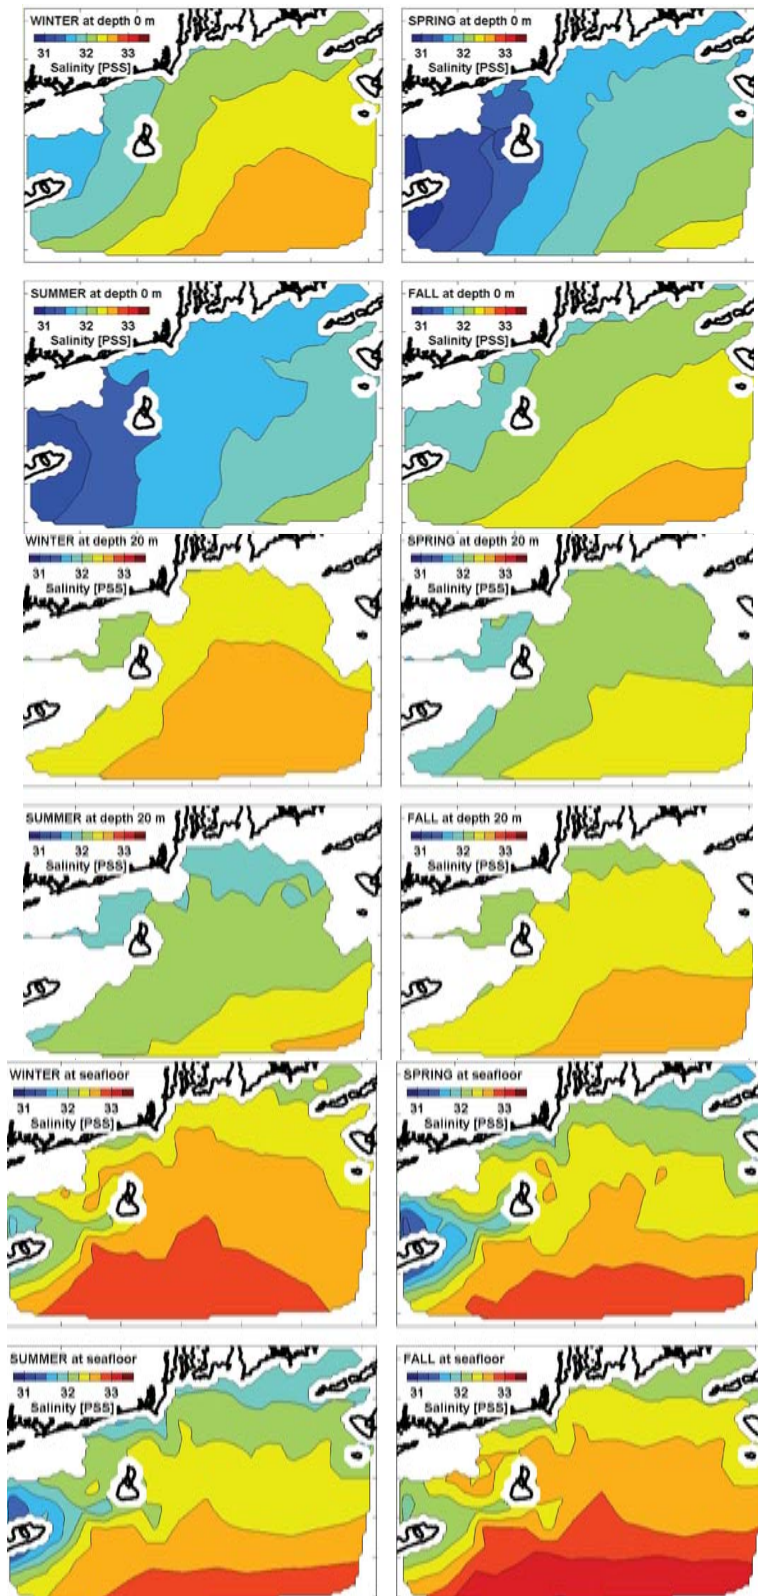 WINTER at depth 0 m
31 32 33
Salinity [PSS]
SPRING at depth 0 m
31 32 33
Salinity [PSS]
SUMMER at depth 0 m
31 32 33
Salinity [PSS]
FALL at depth 0 m
31 32 33
Salinity [PSS]
WINTER at depth 20 m
31 32 33
Salinity [PSS]
SPRING at depth 20 m
31 32 33
Salinity [PSS]
SUMMER at depth 20 m
31 32 33
Salinity [PSS]
FALL at depth 20 m
31 32 33
Salinity [PSS]
WINTER at seafloor
31 32 33
Salinity [PSS]
SPRING at seafloor
31 32 33
Salinity [PSS]
SUMMER at seafloor
31 32 33
Salinity [PSS]
FALL at seafloor
31 32 33
Salinity [PSS]